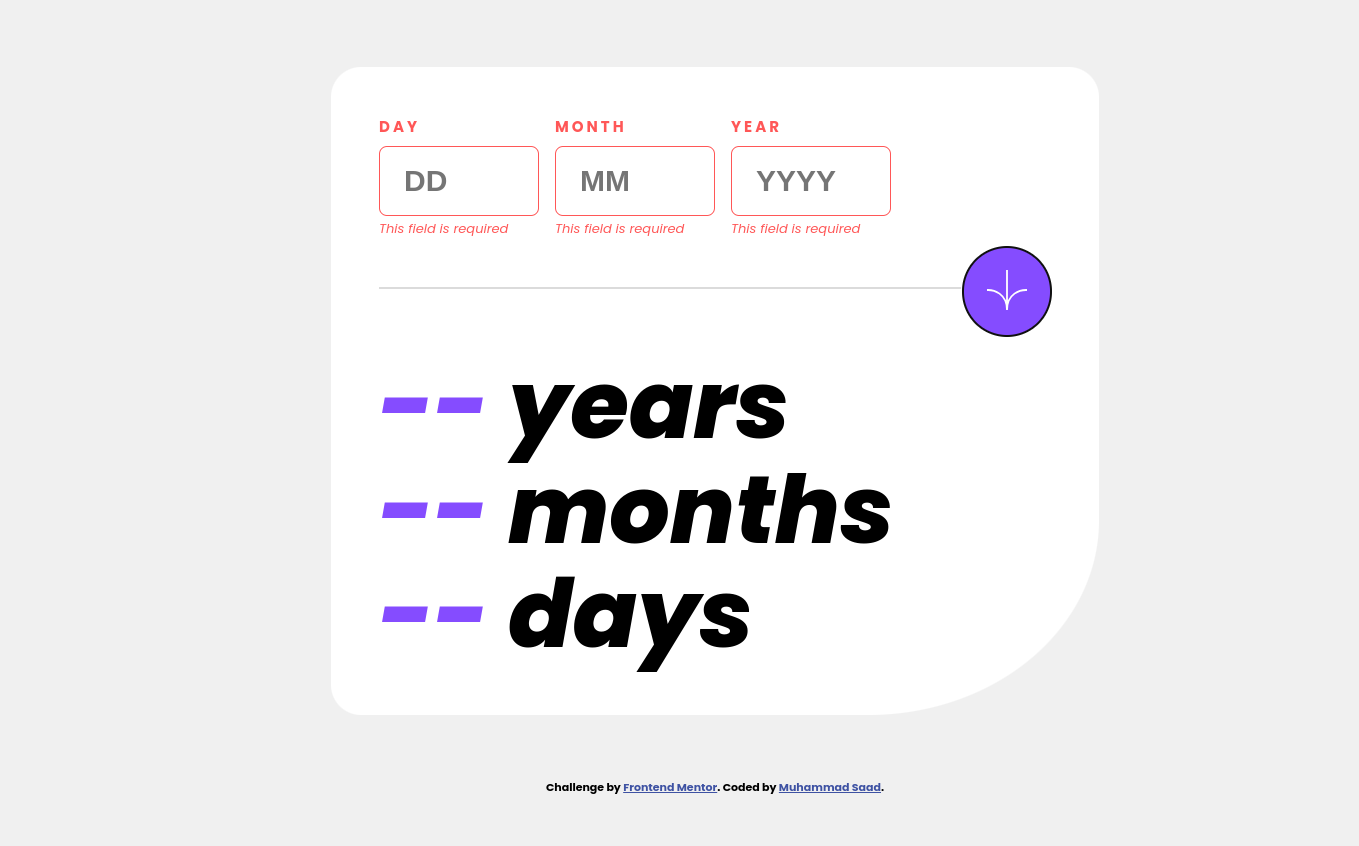 DAY MONTH YEAR
DD MM YYYY
This field is required This field is required This field is required
-- years
-- months
-- days
Challenge by Frontend Mentor. Coded by Muhammad Saad.